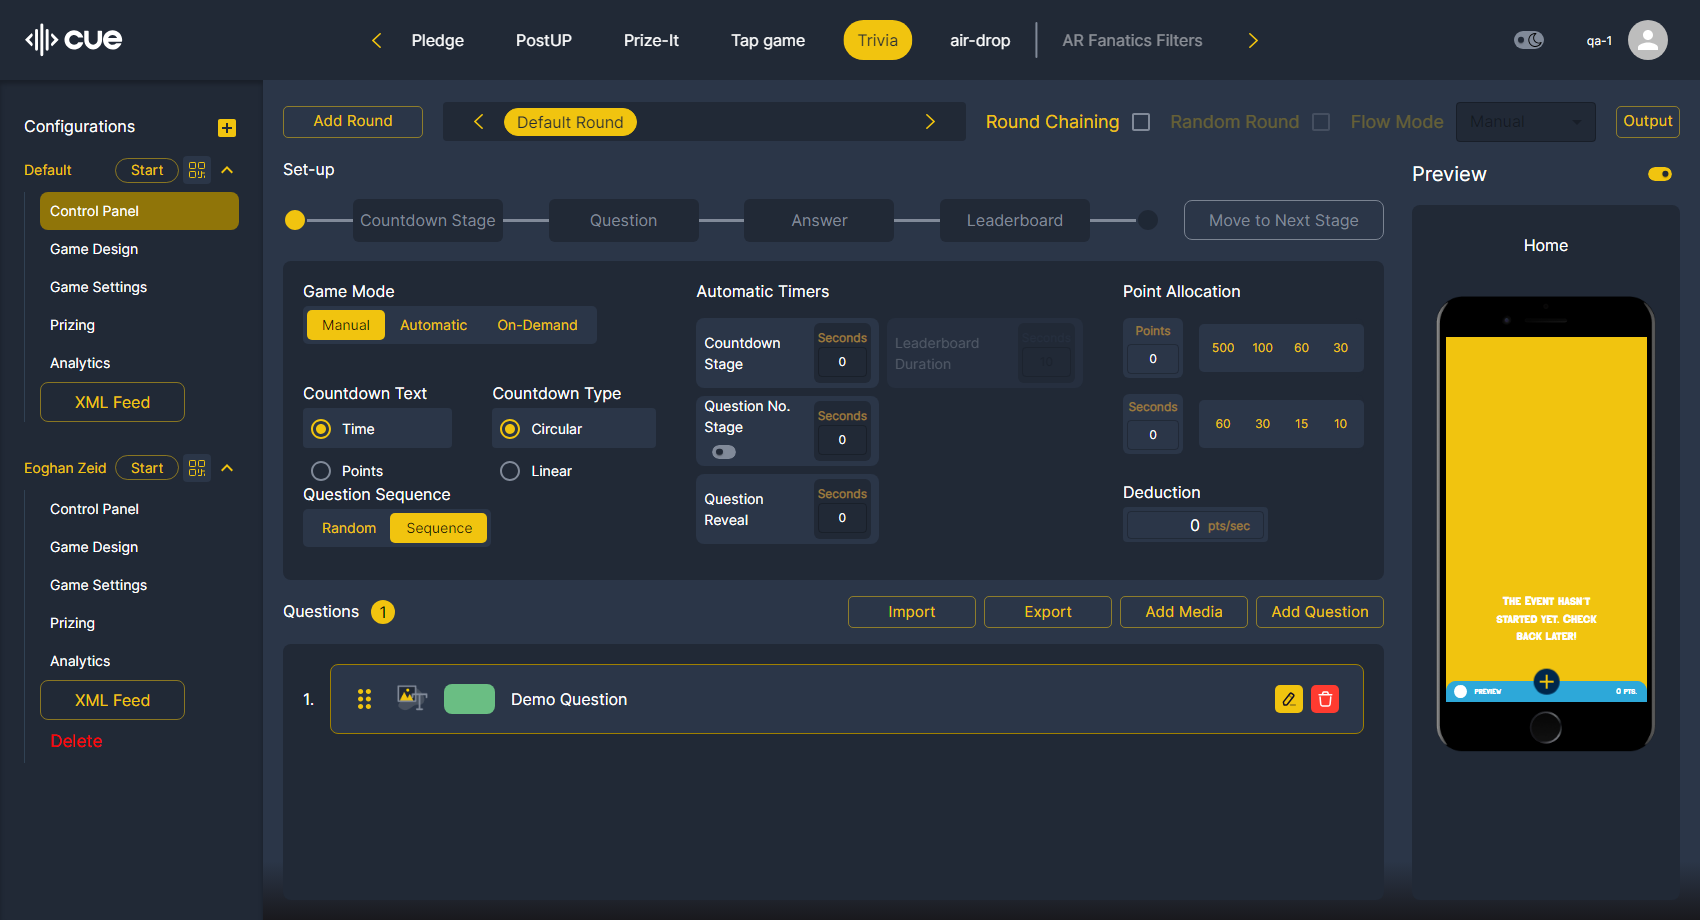 cue
Pledge PostUP Prize-It Tap game Trivia air-drop AR Fanatics Filters
qa-1
Configurations
Default Start
Control Panel
Game Design
Game Settings
Prizing
Analytics
XML Feed
Eoghan Zeid Start
Control Panel
Game Design
Game Settings
Prizing
Analytics
XML Feed
Delete
Add Round Default Round Round Chaining Random Round Flow Mode Manual Output
Set-up
Countdown Stage Question Answer Leaderboard Move to Next Stage
Game Mode
Manual Automatic On-Demand
Countdown Text
Time
Points
Countdown Type
Circular
Linear
Question Sequence
Random Sequence
Automatic Timers
Countdown
Stage
Seconds
0
Leaderboard
Duration
Seconds
10
Question No.
Stage
Seconds
0
Question
Reveal
Seconds
0
Point Allocation
Points
0
500 100 60 30
Seconds
0
60 30 15 10
Deduction
0 pts/sec
Questions 1
Import Export Add Media Add Question
1. Demo Question
Preview
Home
The Event hasn't
started yet. Check
back later!
PREVIEW 0 PTS.